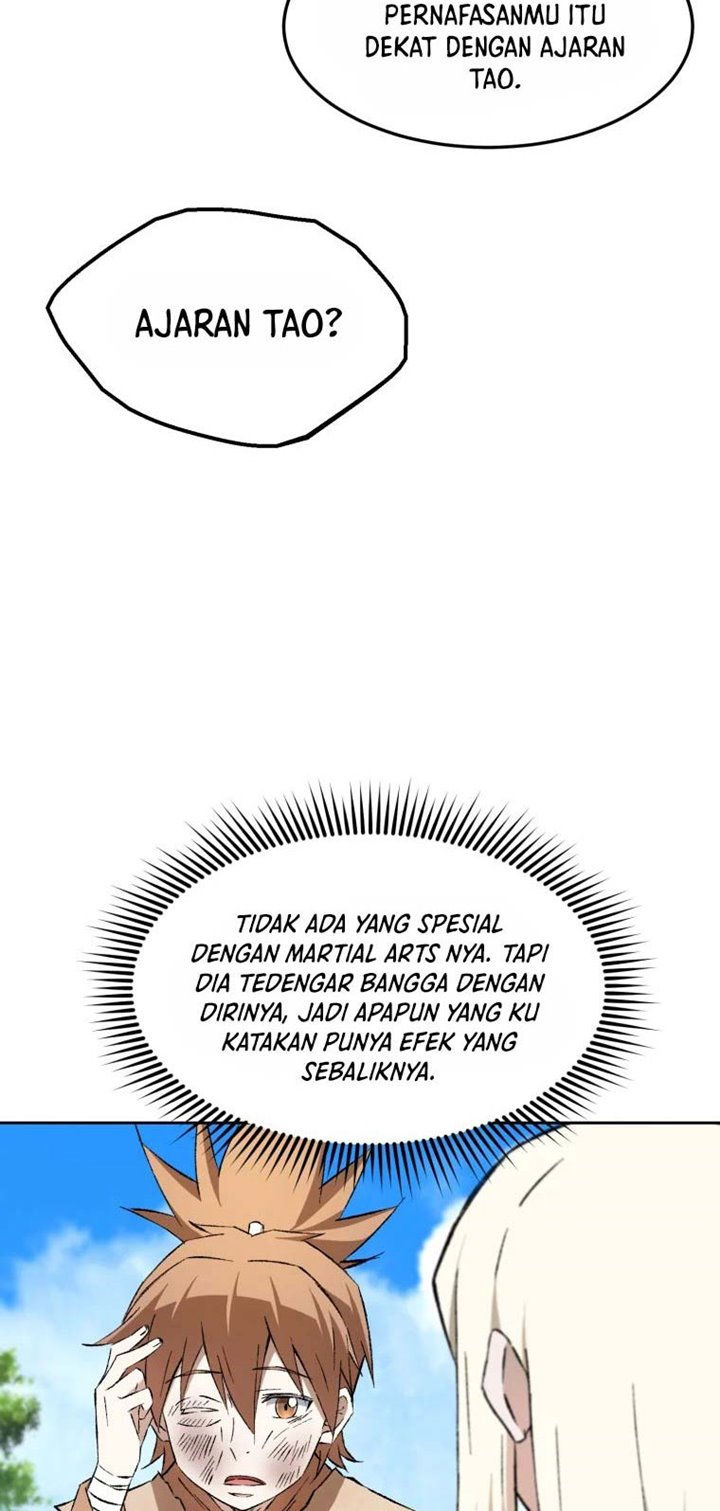 PERNAFASANMU ITU
DEKAT DENGAN AJARAN
TAO.
AJARAN TAO?
TIDAK ADA YANG SPESIAL
DENGAN MARTIAL ARTS NYA. TAPI
DIA TEDENGAR BANGGA DENGAN
DIRINYA, JADI APAPUN YANG KU
KATAKAN PUNYA EFEK YANG
SEBALIKNYA.